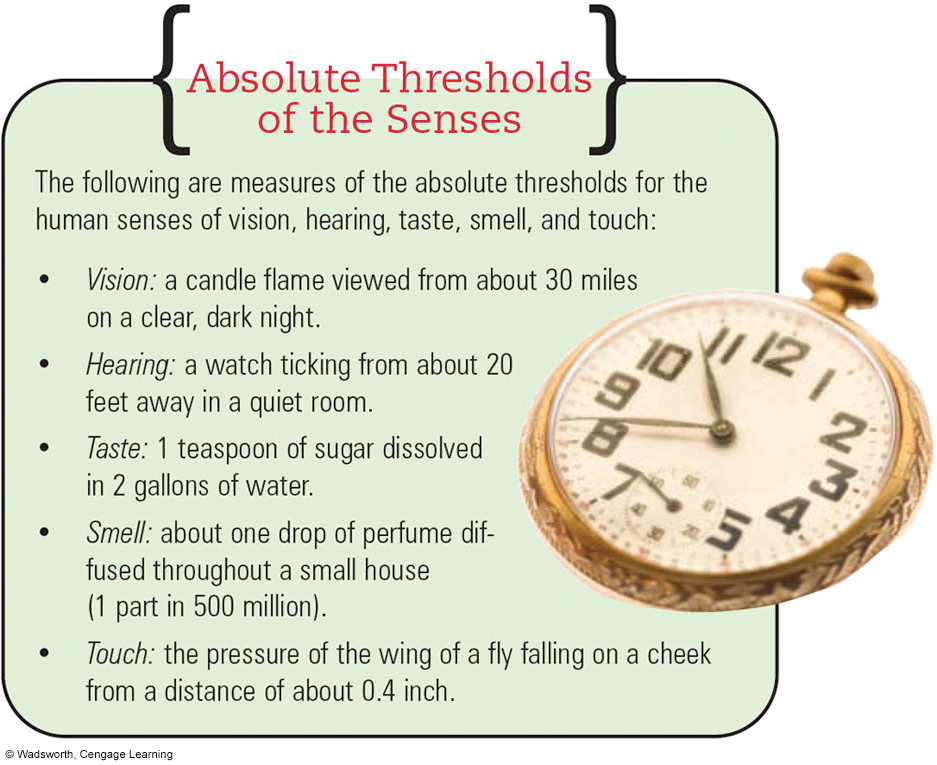 Absolute Thresholds
of the Senses
The following are measures of the absolute thresholds for the
human senses of vision, hearing, taste, smell, and touch:
• Vision: a candle flame viewed from about 30 miles
on a clear, dark night.
• Hearing: a watch ticking from about 20
feet away in a quiet room.
• Taste: 1 teaspoon of sugar dissolved
in 2 gallons of water.
• Smell: about one drop of perfume dif-
fused throughout a small house
(1 part in 500 million).
• Touch: the pressure of the wing of a fly falling on a cheek
from a distance of about 0.4 inch.
11 12 1 2 3 4 5 7 8 9 10
60
30
© Wadsworth, Cengage Learning